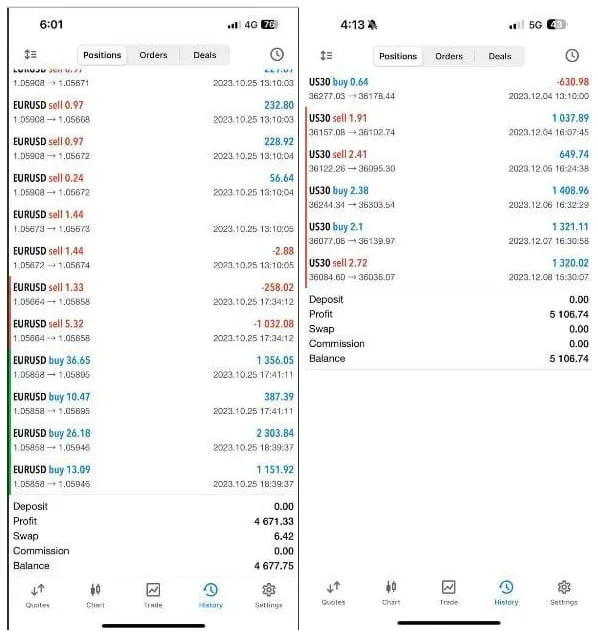 6:01
4G 76
Positions Orders Deals
1.05908 → 1.05671 2023.10.25 13:10:03
EURUSD sell 0.97 232.80
1.05908 → 1.05668 2023.10.25 13:10:03
EURUSD sell 0.97 228.92
1.05908 → 1.05672 2023.10.25 13:10:04
EURUSD sell 0.24 56.64
1.05908 → 1.05672 2023.10.25 13:10:04
EURUSD sell 1.44
1.05673 → 1.05673 2023.10.25 13:10:05
EURUSD sell 1.44 -2.88
1.05672 → 1.05674 2023.10.25 13:10:05
EURUSD sell 1.33 -258.02
1.05664 → 1.05858 2023.10.25 17:34:12
EURUSD sell 5.32 -1 032.08
1.05664 → 1.05858 2023.10.25 17:34:12
EURUSD buy 36.65 1 356.05
1.05858 → 1.05895 2023.10.25 17:41:11
EURUSD buy 10.47 387.39
1.05858 → 1.05895 2023.10.25 17:41:11
EURUSD buy 26.18 2 303.84
1.05858 → 1.05946 2023.10.25 18:39:37
EURUSD buy 13.09 1 151.92
1.05858 → 1.05946 2023.10.25 18:39:37
Deposit 0.00
Profit 4 671.33
Swap 6.42
Commission 0.00
Balance 4 677.75
Quotes Chart Trade History Settings
4:13
5G 43
Positions Orders Deals
US30 buy 0.64 -630.98
36277.03 → 36178.44 2023.12.04 13:10:00
US30 sell 1.91 1 037.89
36157.08 → 36102.74 2023.12.04 16:07:45
US30 sell 2.41 649.74
36122.26 → 36095.30 2023.12.05 16:24:38
US30 buy 2.38 1 408.96
36244.34 → 36303.54 2023.12.06 16:32:29
US30 buy 2.1 1 321.11
36077.06 → 36139.97 2023.12.07 16:30:58
US30 sell 2.72 1 320.02
36084.60 → 36036.07 2023.12.08 15:30:07
Deposit 0.00
Profit 5 106.74
Swap 0.00
Commission 0.00
Balance 5 106.74
Quotes Chart Trade History Settings